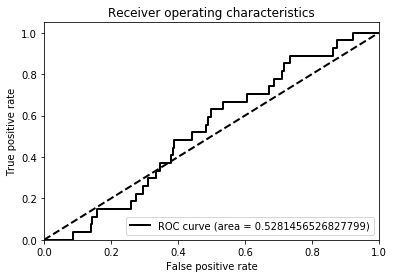 Receiver operating characteristics
1.0
0.8
0.6
0.4
0.2
0.0
True positive rate
ROC curve (area = 0.5281456526827799)
0.0 0.2 0.4 0.6 0.8 1.0
False positive rate